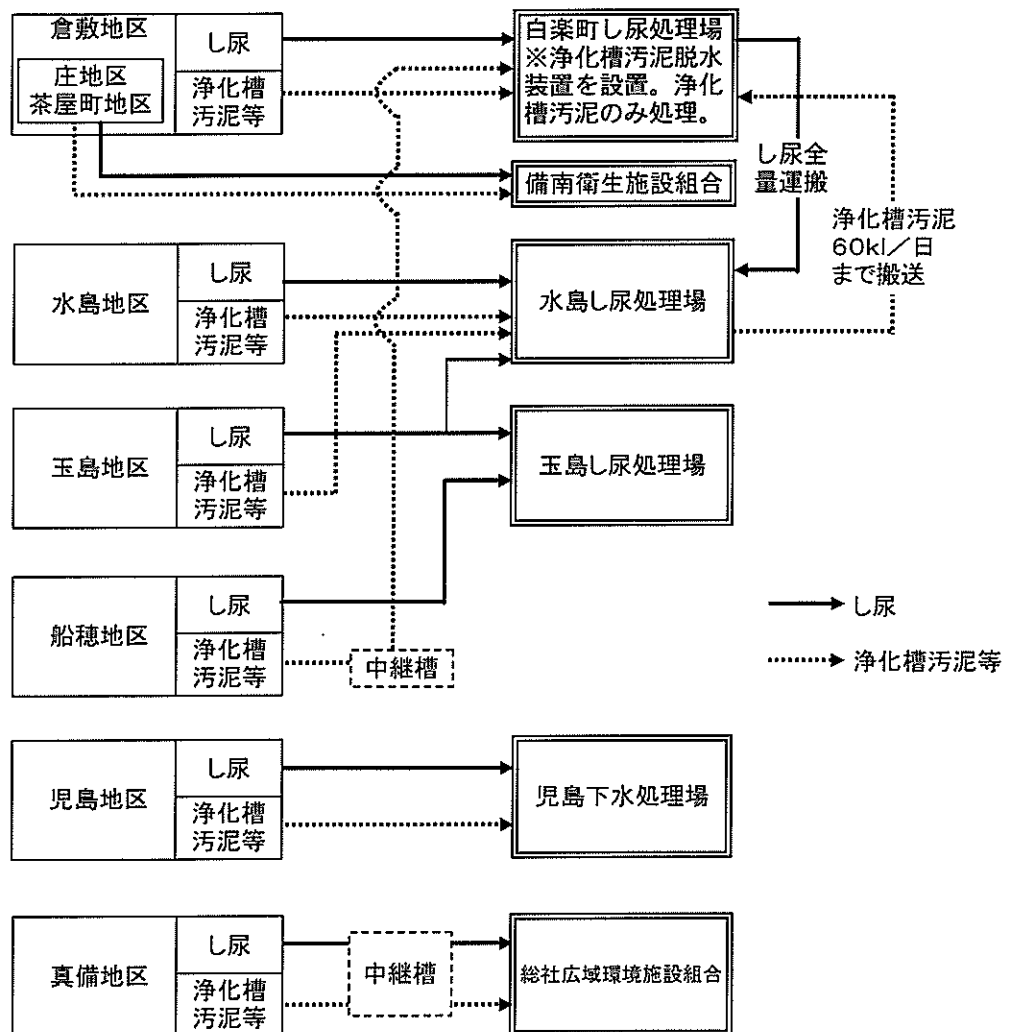 倉敷地区
し尿
庄地区
茶屋町地区
浄化槽
汚泥等
白楽町し尿処理場
※浄化槽汚泥脱水
装置を設置。浄化
槽汚泥のみ処理。
し尿全
量運搬
備南衛生施設組合
浄化槽汚泥
60kl／日
まで搬送
水島地区
し尿
浄化槽
汚泥等
水島し尿処理場
玉島地区
し尿
浄化槽
汚泥等
玉島し尿処理場
船穂地区
し尿
浄化槽
汚泥等
中継槽
し尿
浄化槽汚泥等
児島地区
し尿
浄化槽
汚泥等
児島下水処理場
真備地区
し尿
浄化槽
汚泥等
中継槽
総社広域環境施設組合